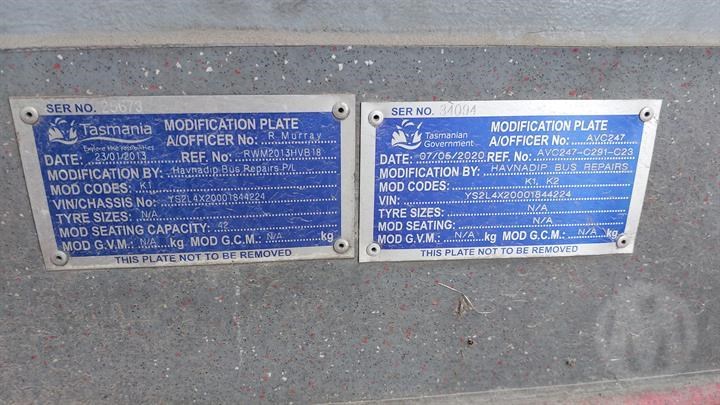 SER NO. 25673
Tasmania
Explore the possibilities
MODIFICATION PLATE
A/OFFICER No: R Murray
DATE: 23/01/2013 REF. No: RWM2013HVB18
MODIFICATION BY: Havnadip Bus Repairs P/L
MOD CODES: K1
VIN/CHASSIS No: YS2L4X20001844224
TYRE SIZES: N/A
MOD SEATING CAPACITY: 42
MOD G.V.M: N/A kg MOD G.C.M: N/A kg
THIS PLATE NOT TO BE REMOVED
SER NO. 34094
Tasmanian
Government
MODIFICATION PLATE
A/OFFICER No: AVC247
DATE: 07/05/2020 REF. No: AVC247-C291-C23
MODIFICATION BY: HAVNADIP BUS REPAIRS
MOD CODES: K1 K2
VIN: YS2L4X20001844224
TYRE SIZES: N/A
MOD SEATING: N/A
MOD G.V.M: N/A kg MOD G.C.M: N/A kg
THIS PLATE NOT TO BE REMOVED